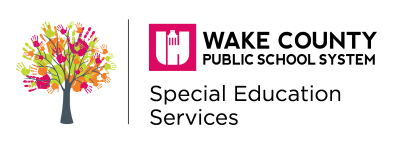 WAKE COUNTY
PUBLIC SCHOOL SYSTEM
Special Education
Services